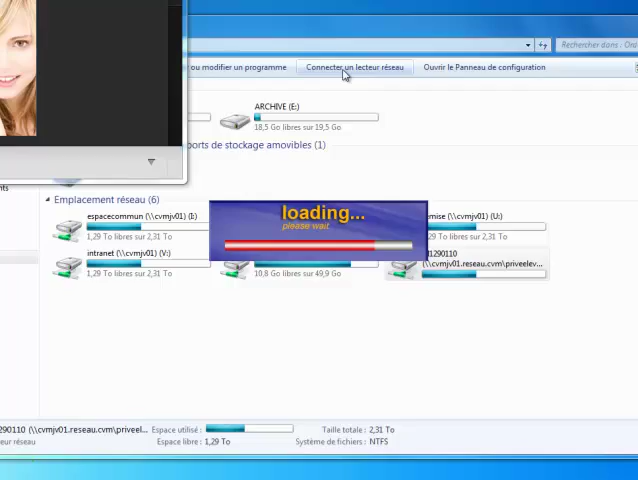 Rechercher dans : Ord
ou modifier un programme
Connecter un lecteur réseau
Ouvrir le Panneau de configuration
ARCHIVE (E:)
18,5 Go libres sur 19,5 Go
ports de stockage amovibles (1)
nts
Emplacement réseau (6)
espacecommun (\\cvmjv01) (I:)
1,29 To libres sur 2,31 To
loading...
please wait
emise (\\cvmjv01) (U:)
1,29 To libres sur 2,31 To
intranet (\\cvmjv01) (V:)
1,29 To libres sur 2,31 To
10,8 Go libres sur 49,9 Go
01290110
(\\cvmjv01.reseau.cvm\priveelev...
290110 (\\cvmjv01.reseau.cvm\priveel...
Espace utilisé :
Taille totale : 2,31 To
eur réseau
Espace libre : 1,29 To
Système de fichiers : NTFS